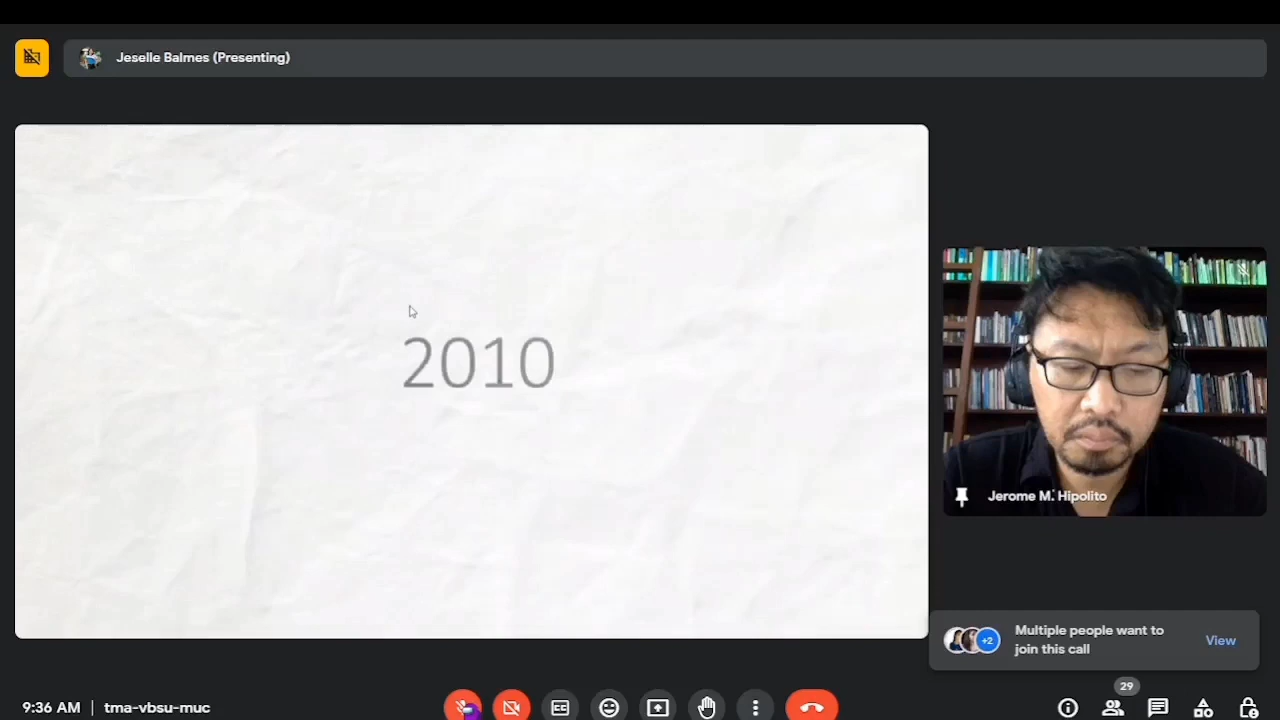 Jeselle Balmes (Presenting)
2010
Jerome M. Hipolito
+2
Multiple people want to
join this call
View
29
9:36 AM | tma-vbsu-muc